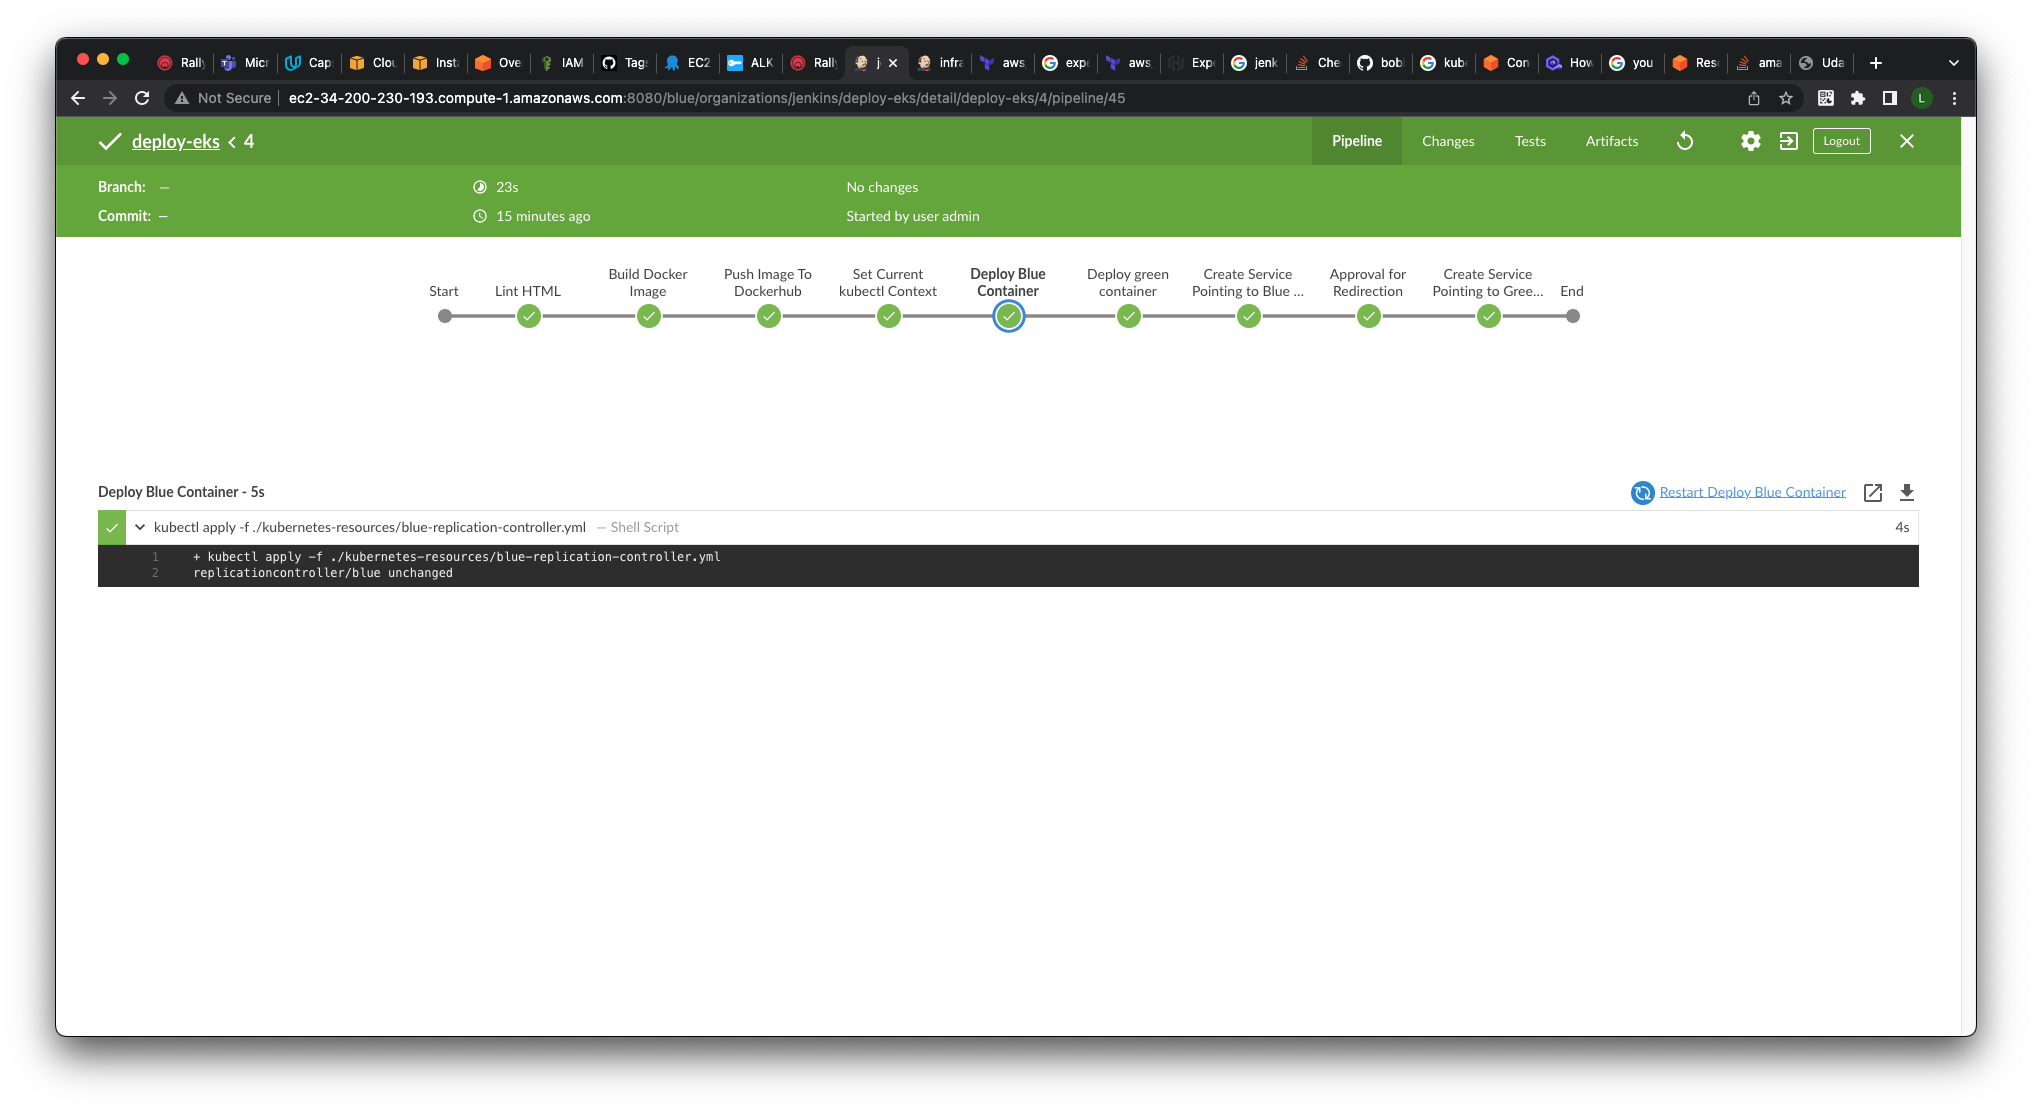 Rally Micr Cap Clou Insta Ove IAM Tags EC2 ALK Rally j infra aws expe aws Exp jenk Che bob kube Con How you Res ama Uda
Not Secure ec2-34-200-230-193.compute-1.amazonaws.com:8080/blue/organizations/jenkins/deploy-eks/detail/deploy-eks/4/pipeline/45 L
deploy-eks < 4 Pipeline Changes Tests Artifacts Logout
Branch: — 23s No changes
Commit: — 15 minutes ago Started by user admin
Start
Lint HTML
Build Docker
Image
Push Image To
Dockerhub
Set Current
kubectl Context
Deploy Blue
Container
Deploy green
container
Create Service
Pointing to Blue ...
Approval for
Redirection
Create Service
Pointing to Gree...
End
Deploy Blue Container - 5s Restart Deploy Blue Container
kubectl apply -f ./kubernetes-resources/blue-replication-controller.yml — Shell Script 4s
1 + kubectl apply -f ./kubernetes-resources/blue-replication-controller.yml
2 replicationcontroller/blue unchanged